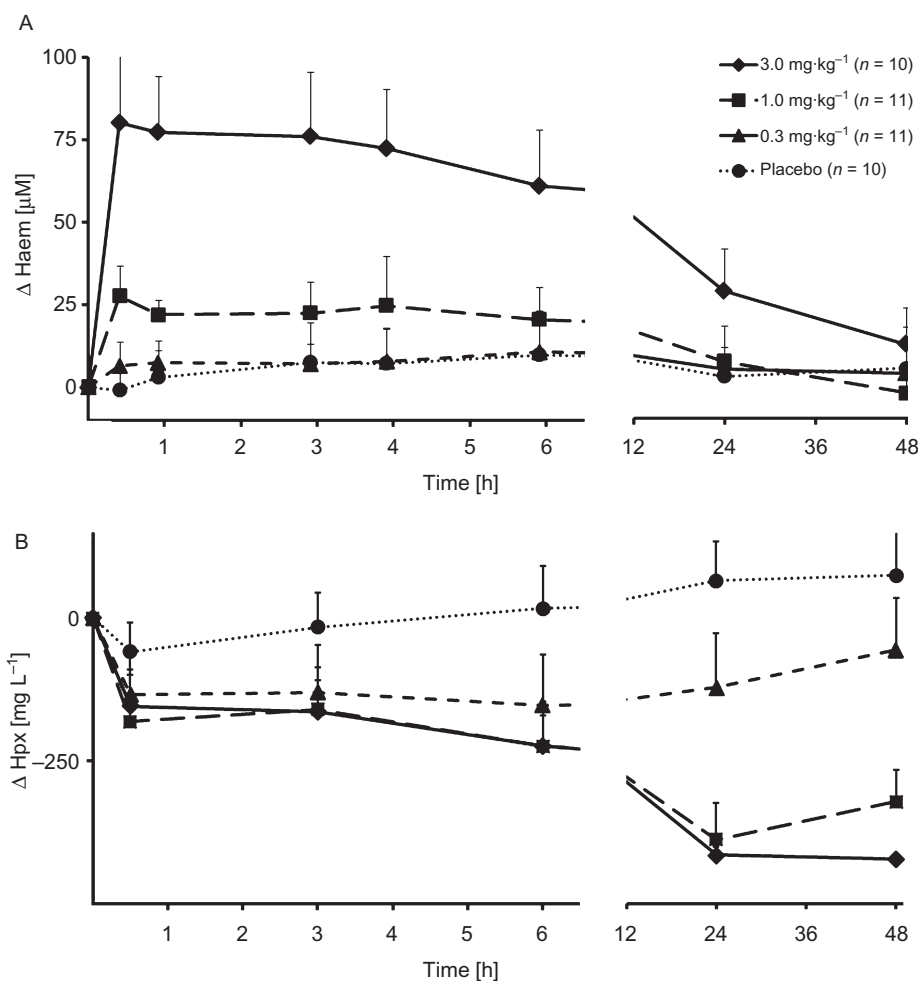 A
100
75
50
25
0
Δ Haem [µM]
3.0 mg·kg⁻¹ (n = 10)
1.0 mg·kg⁻¹ (n = 11)
0.3 mg·kg⁻¹ (n = 11)
Placebo (n = 10)
1 2 3 4 6 12 24 36 48
Time [h]
B
0
−250
Δ Hpx [mg L⁻¹]
1 2 3 4 5 6 12 24 36 48
Time [h]